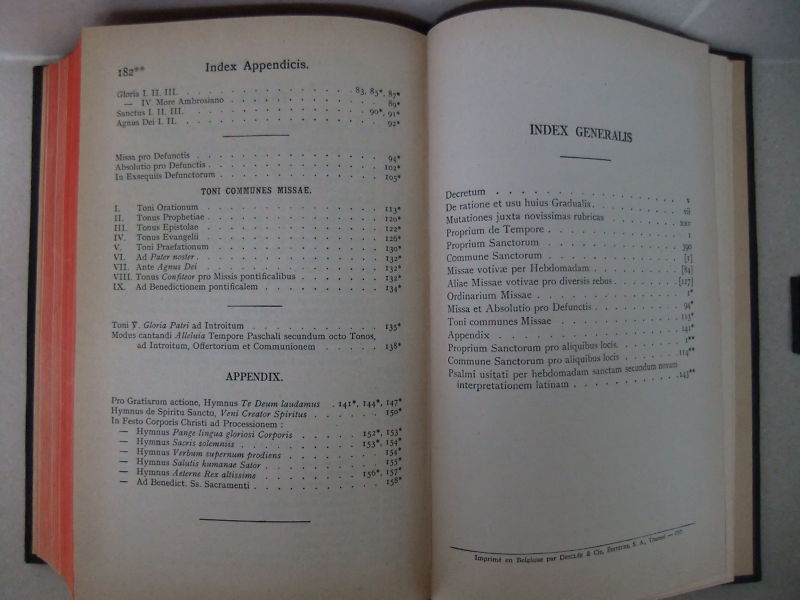 182**
Index Appendicis.
Gloria I. II. III. . . . . . . . . . . . 83, 85*, 87*
— IV. More Ambrosiano . . . . . . . . . 89*
Sanctus I. II. III. . . . . . . . . . . . 90*, 91*
Agnus Dei I. II. . . . . . . . . . . . . 92*
Missa pro Defunctis . . . . . . . . . . . 94*
Absolutio pro Defunctis . . . . . . . . . . 102*
In Exsequiis Defunctorum . . . . . . . . . 105*
TONI COMMUNES MISSAE.
I. Toni Orationum . . . . . . . . . . . 113*
II. Tonus Prophetiae . . . . . . . . . . 120*
III. Tonus Epistolae . . . . . . . . . . 122*
IV. Tonus Evangelii . . . . . . . . . . 126*
V. Toni Praefationum . . . . . . . . . . 130*
VI. Ad Pater noster . . . . . . . . . . 132*
VII. Ante Agnus Dei . . . . . . . . . . 132*
VIII. Tonus Confiteor pro Missis pontificalibus . . . . . 132*
IX. Ad Benedictionem pontificalem . . . . . . . 134*
Toni ℣. Gloria Patri ad Introitum . . . . . . . . 135*
Modus cantandi Alleluia Tempore Paschali secundum octo Tonos,
ad Introitum, Offertorium et Communionem . . . . 138*
APPENDIX.
Pro Gratiarum actione, Hymnus Te Deum laudamus . 141*, 144*, 147*
Hymnus de Spiritu Sancto, Veni Creator Spiritus . . . . . 150*
In Festo Corporis Christi ad Processionem :
— Hymnus Pange lingua gloriosi Corporis . . . . 152*, 153*
— Hymnus Sacris solemniis . . . . . . . . 153*, 154*
— Hymnus Verbum supernum prodiens . . . . . . 154*
— Hymnus Salutis humanae Sator . . . . . . . 155*
— Hymnus Aeterne Rex altissime . . . . . . 156*, 157*
— Ad Benedict. Ss. Sacramenti . . . . . . . . 158*
INDEX GENERALIS
Decretum . . . . . . . . . . . . v
De ratione et usu huius Gradualis . . . . . . vii
Mutationes juxta novissimas rubricas . . . . . xxv
Proprium de Tempore . . . . . . . . . 1
Proprium Sanctorum . . . . . . . . . 390
Commune Sanctorum . . . . . . . . . [1]
Missae votivae per Hebdomadam . . . . . . [84]
Aliae Missae votivae pro diversis rebus . . . . . [127]
Ordinarium Missae . . . . . . . . . . 1*
Missa et Absolutio pro Defunctis . . . . . . 94*
Toni communes Missae . . . . . . . . . 113*
Appendix . . . . . . . . . . . . 141*
Proprium Sanctorum pro aliquibus locis . . . . . 1**
Commune Sanctorum pro aliquibus locis . . . . . 114**
Psalmi usitati per hebdomadam sanctam secundum novam
interpretationem latinam . . . . . . . . 143**
Imprimé en Belgique par Desclée & Cie, Éditeurs, S. A., Tournai